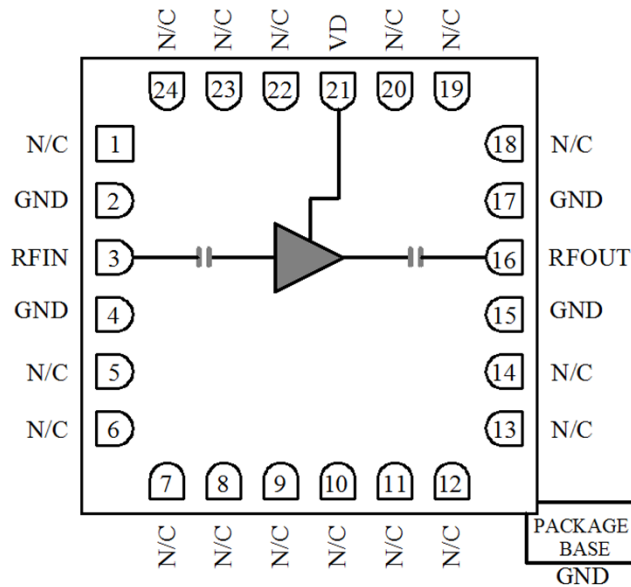 N/C N/C N/C VD N/C N/C
24 23 22 21 20 19
N/C 1 18 N/C
GND 2 17 GND
RFIN 3 16 RFOUT
GND 4 15 GND
N/C 5 14 N/C
N/C 6 13 N/C
7 8 9 10 11 12
N/C N/C N/C N/C N/C N/C
PACKAGE
BASE
GND